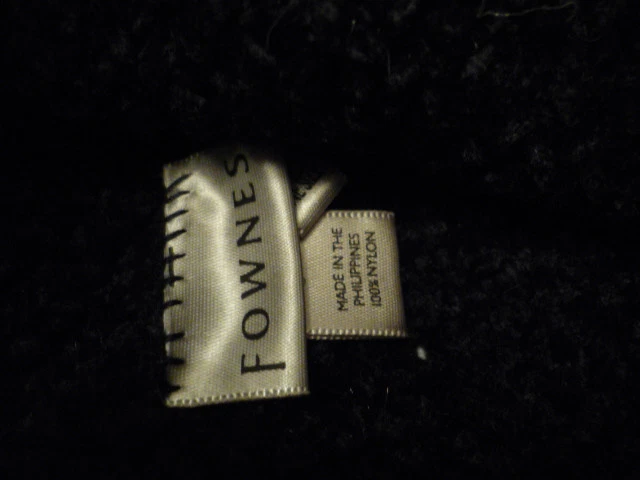 FOWNES
MADE IN THE
PHILIPPINES
100% NYLON